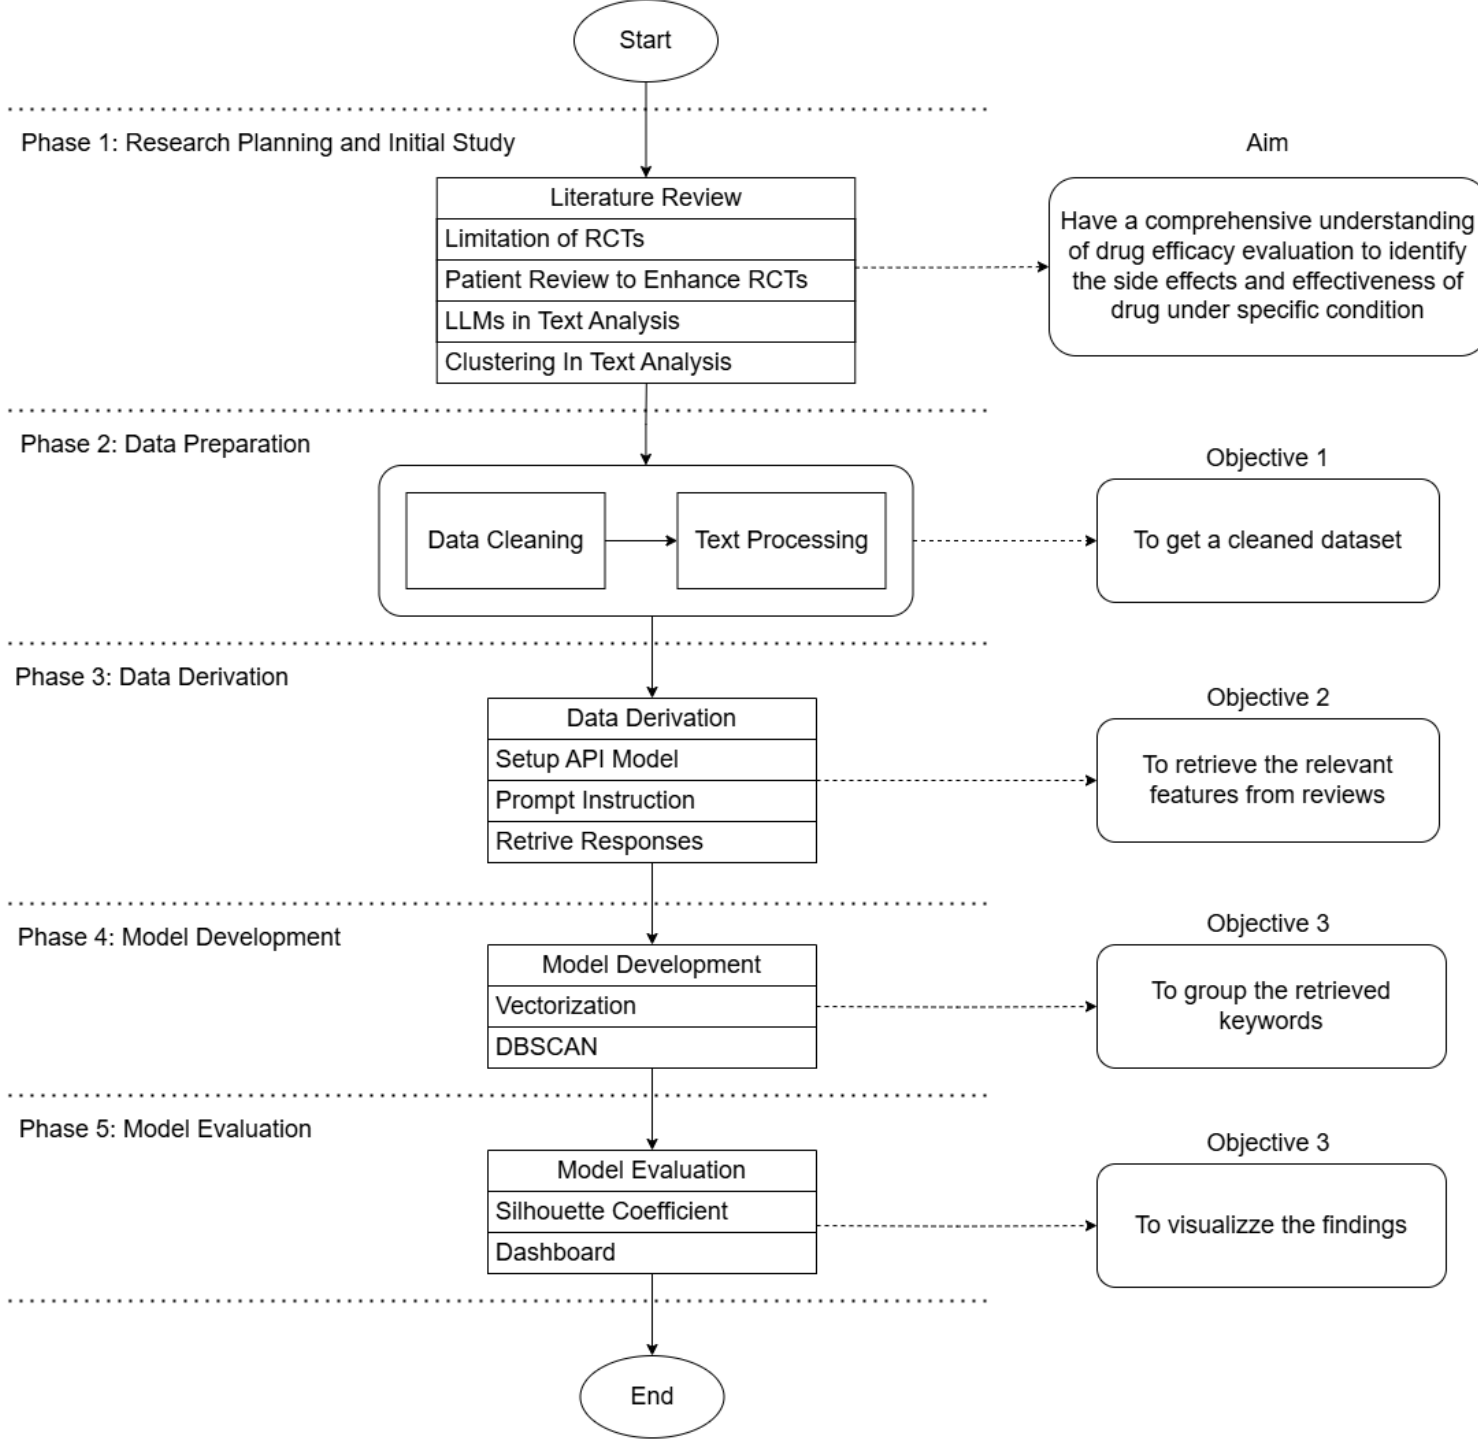 Start
Phase 1: Research Planning and Initial Study
Aim
Literature Review
Limitation of RCTs
Patient Review to Enhance RCTs
LLMs in Text Analysis
Clustering In Text Analysis
Have a comprehensive understanding
of drug efficacy evaluation to identify
the side effects and effectiveness of
drug under specific condition
Phase 2: Data Preparation
Objective 1
Data Cleaning
Text Processing
To get a cleaned dataset
Phase 3: Data Derivation
Objective 2
Data Derivation
Setup API Model
Prompt Instruction
Retrive Responses
To retrieve the relevant
features from reviews
Phase 4: Model Development
Objective 3
Model Development
Vectorization
DBSCAN
To group the retrieved
keywords
Phase 5: Model Evaluation
Objective 3
Model Evaluation
Silhouette Coefficient
Dashboard
To visualizze the findings
End